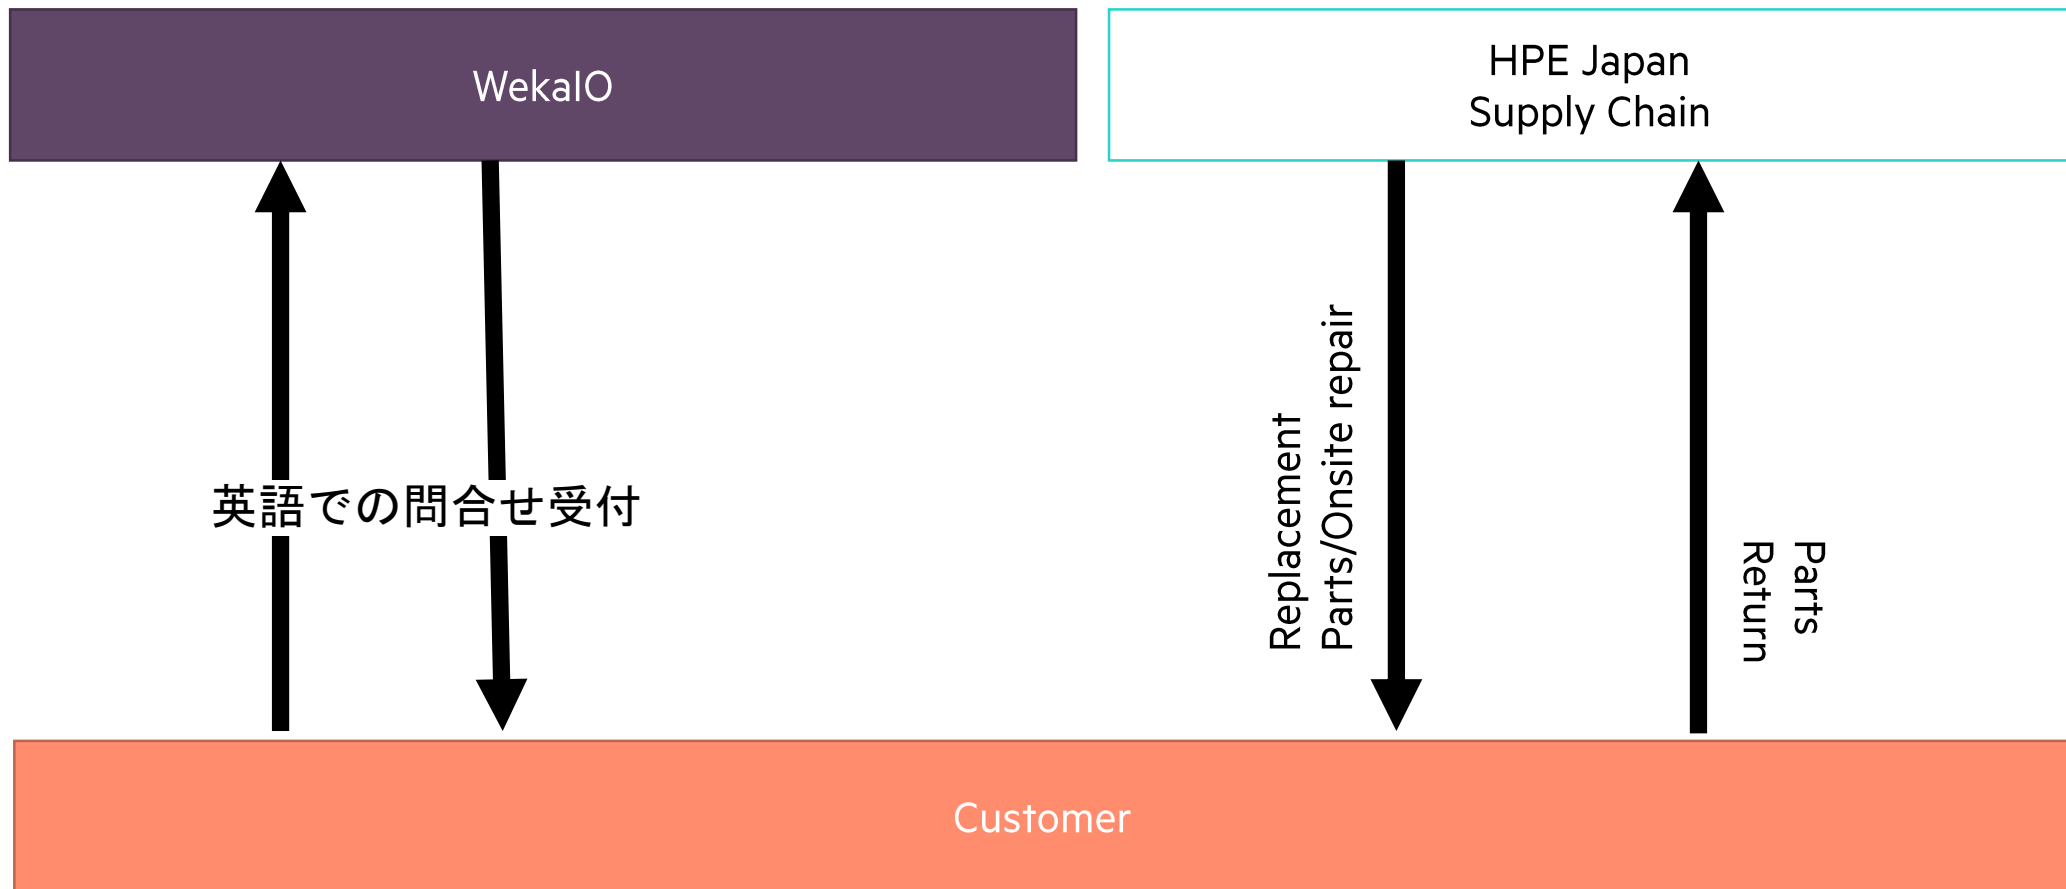 WekaIO
HPE Japan
Supply Chain
英語での問合せ受付
Replacement
Parts/Onsite repair
Parts
Return
Customer